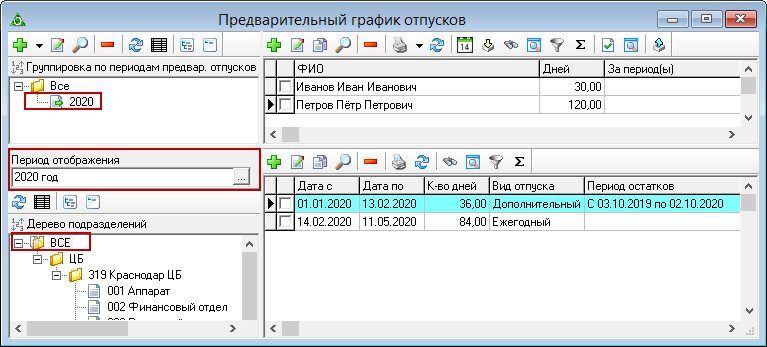 Предварительный график отпусков
14
Σ
Группировка по периодам предвар. отпусков
Все
2020
ФИО Дней За период(ы)
Иванов Иван Иванович 30,00
Петров Пётр Петрович 120,00
Период отображения
2020 год ...
Σ
Дерево подразделений
ВСЕ
ЦБ
319 Краснодар ЦБ
001 Аппарат
002 Финансовый отдел
Дата с Дата по К-во дней Вид отпуска Период остатков
01.01.2020 13.02.2020 36,00 Дополнительный С 03.10.2019 по 02.10.2020
14.02.2020 11.05.2020 84,00 Ежегодный